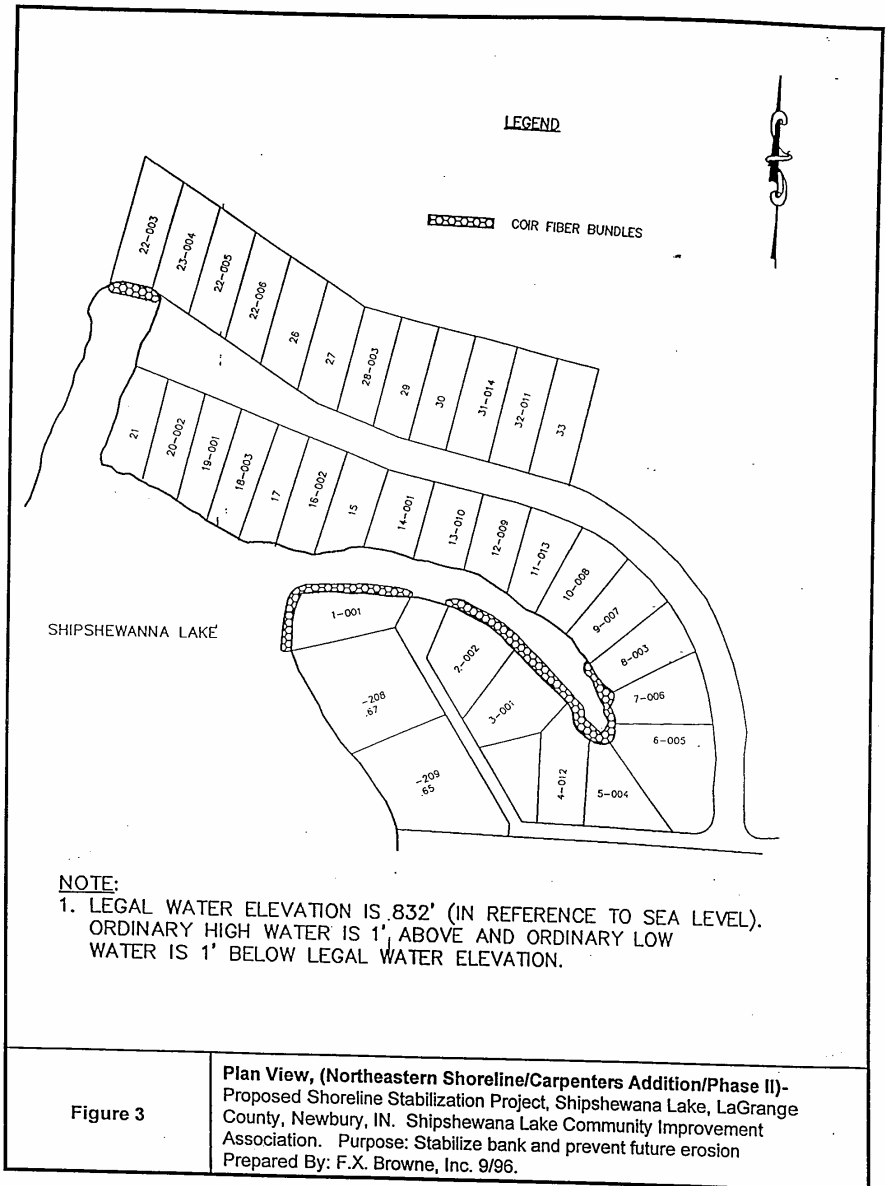 LEGEND
COIR FIBER BUNDLES
22-003
23-004
22-005
22-006
26
27
28-003
29
30
31-014
32-011
33
21
20-002
19-001
18-003
17
16-002
15
14-001
13-010
12-009
11-013
10-008
9-007
8-003
7-006
6-005
1-001
2-002
3-001
4-012
5-004
SHIPSHEWANNA LAKE
-208
.67
-209
.65
NOTE:
1. LEGAL WATER ELEVATION IS .832' (IN REFERENCE TO SEA LEVEL).
ORDINARY HIGH WATER IS 1' ABOVE AND ORDINARY LOW
WATER IS 1' BELOW LEGAL WATER ELEVATION.
Figure 3
Plan View, (Northeastern Shoreline/Carpenters Addition/Phase II)-
Proposed Shoreline Stabilization Project, Shipshewana Lake, LaGrange
County, Newbury, IN. Shipshewana Lake Community Improvement
Association. Purpose: Stabilize bank and prevent future erosion
Prepared By: F.X. Browne, Inc. 9/96.